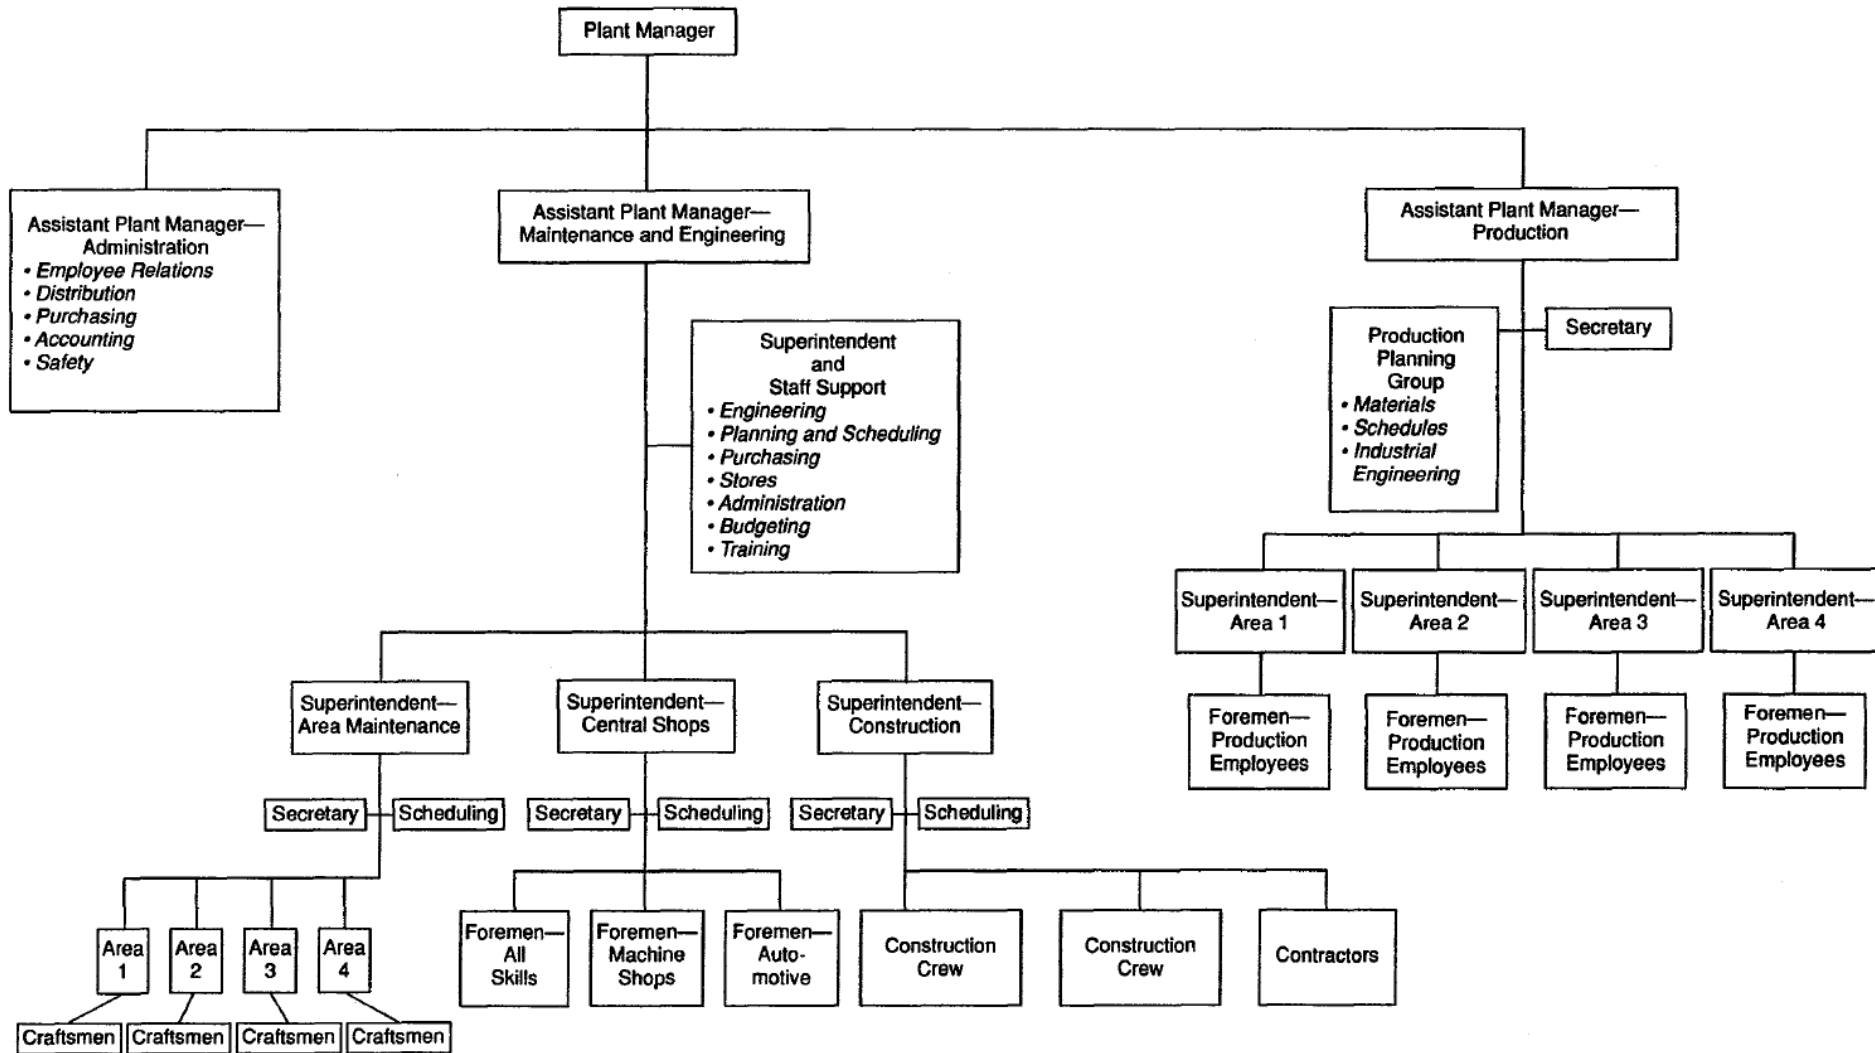 Plant Manager
Assistant Plant Manager—
Administration
• Employee Relations
• Distribution
• Purchasing
• Accounting
• Safety
Assistant Plant Manager—
Maintenance and Engineering
Assistant Plant Manager—
Production
Superintendent
and
Staff Support
• Engineering
• Planning and Scheduling
• Purchasing
• Stores
• Administration
• Budgeting
• Training
Production
Planning
Group
• Materials
• Schedules
• Industrial
Engineering
Secretary
Superintendent—
Area 1
Superintendent—
Area 2
Superintendent—
Area 3
Superintendent—
Area 4
Foremen—
Production
Employees
Foremen—
Production
Employees
Foremen—
Production
Employees
Foremen—
Production
Employees
Superintendent—
Area Maintenance
Superintendent—
Central Shops
Superintendent—
Construction
Secretary
Scheduling
Secretary
Scheduling
Secretary
Scheduling
Area
1
Area
2
Area
3
Area
4
Foremen—
All
Skills
Foremen—
Machine
Shops
Foremen—
Auto-
motive
Construction
Crew
Construction
Crew
Contractors
Craftsmen
Craftsmen
Craftsmen
Craftsmen